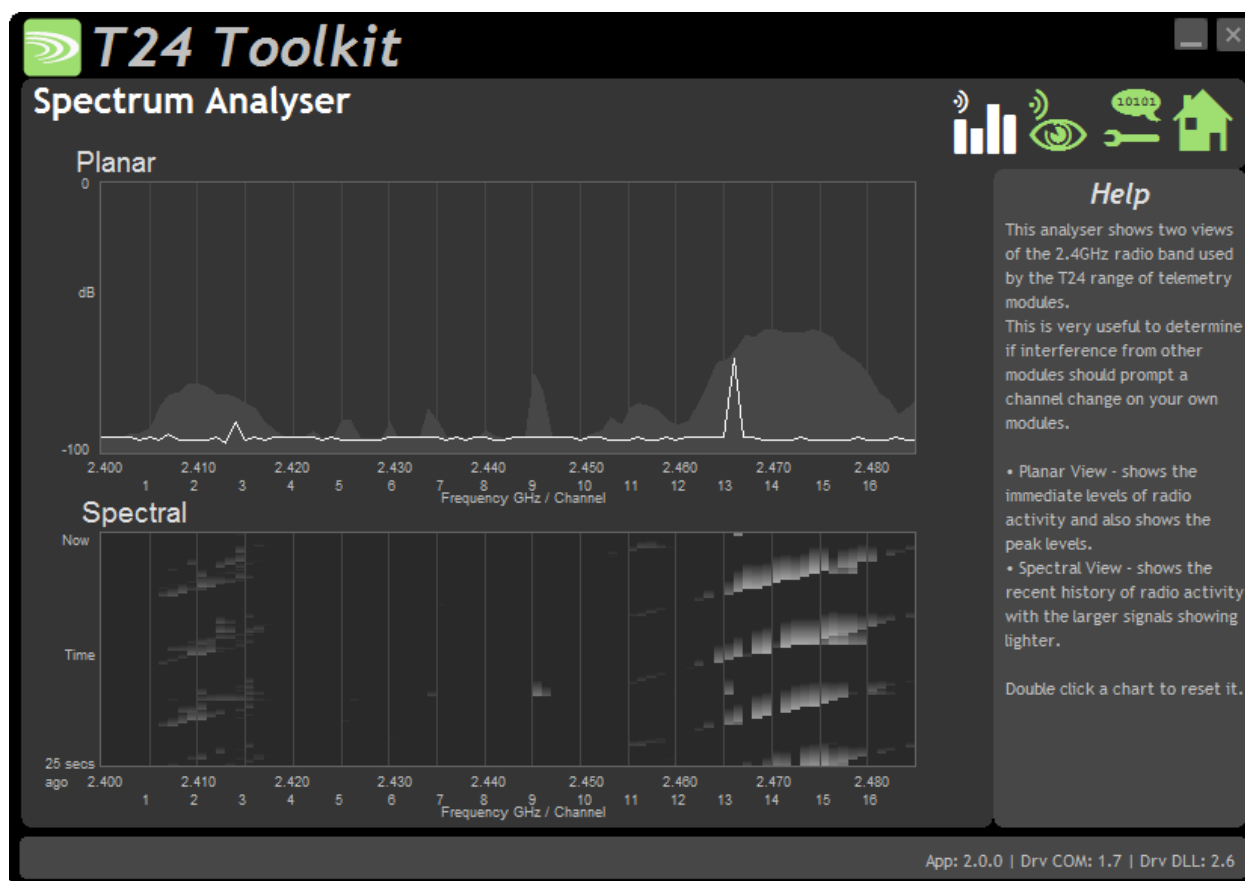 T24 Toolkit
Spectrum Analyser
10101
Planar
0
dB
-100
2.400 2.410 2.420 2.430 2.440 2.450 2.460 2.470 2.480
1 2 3 4 5 6 7 8 9 10 11 12 13 14 15 16
Frequency GHz / Channel
Spectral
Now
Time
25 secs
ago 2.400 2.410 2.420 2.430 2.440 2.450 2.460 2.470 2.480
1 2 3 4 5 6 7 8 9 10 11 12 13 14 15 16
Frequency GHz / Channel
Help
This analyser shows two views
of the 2.4GHz radio band used
by the T24 range of telemetry
modules.
This is very useful to determine
if interference from other
modules should prompt a
channel change on your own
modules.
• Planar View - shows the
immediate levels of radio
activity and also shows the
peak levels.
• Spectral View - shows the
recent history of radio activity
with the larger signals showing
lighter.
Double click a chart to reset it.
App: 2.0.0 | Drv COM: 1.7 | Drv DLL: 2.6